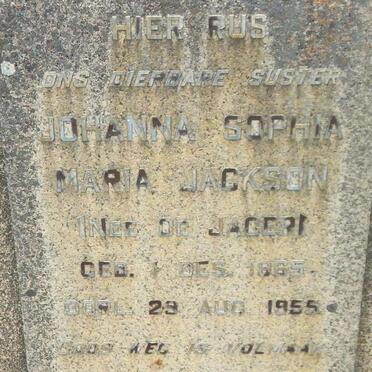 HIER RUS
ONS DIERBARE SUSTER
JOHANNA SOPHIA
MARIA JACKSON
(NEE DE JAGER)
GEB. 1 DES. 1865.
OORL. 29 AUG. 1955.
GODS WEG IS VOLMAAK